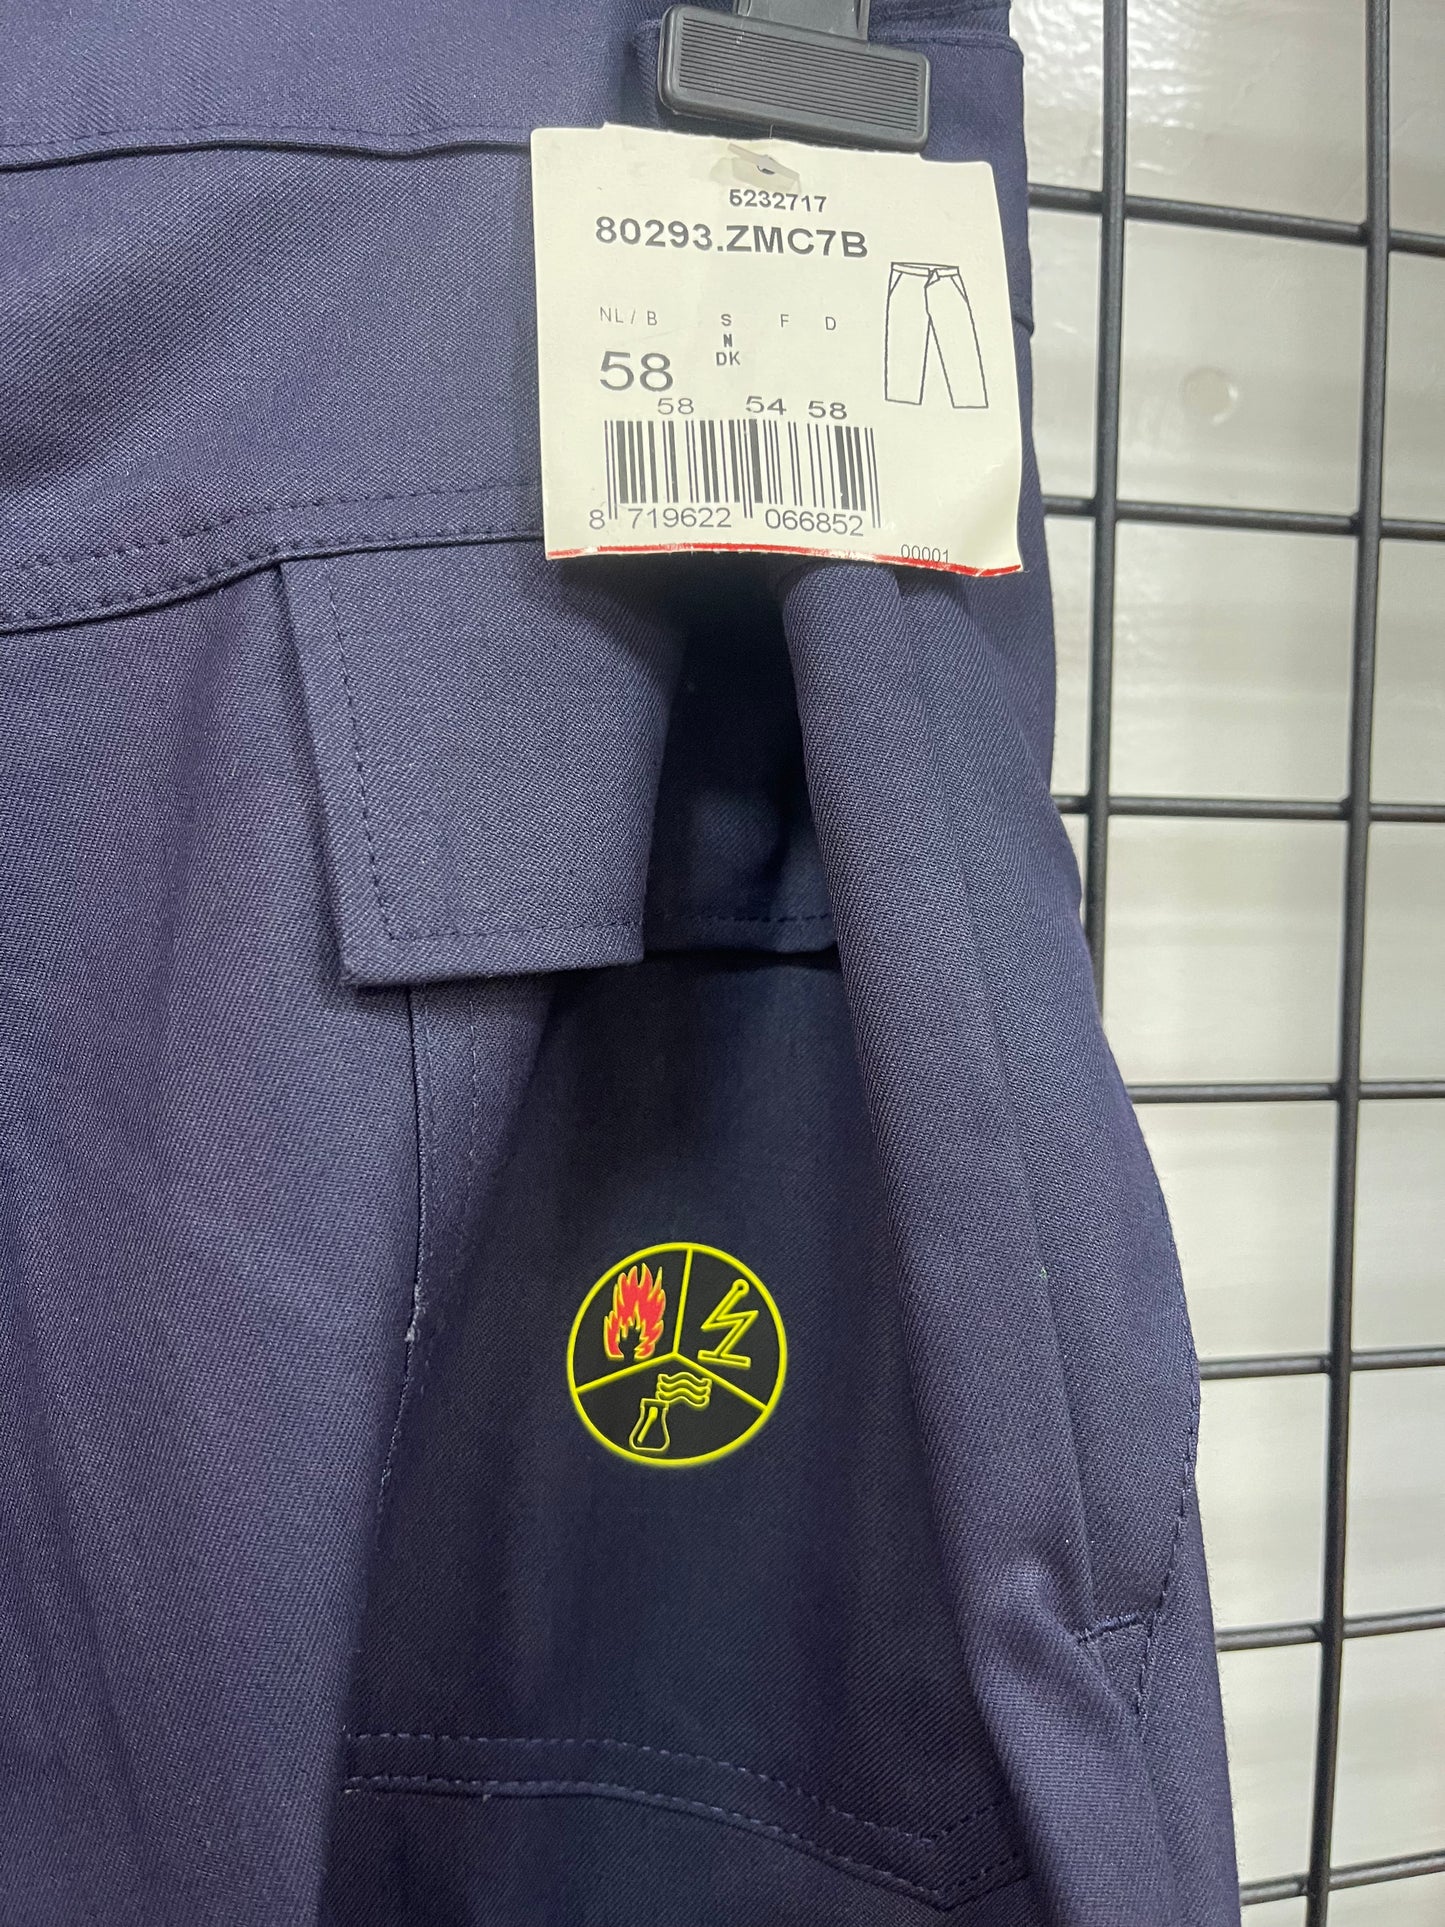 5232717
80293.ZMC7B
NL / B S F D
N
DK
58
58 54 58
8 719622 066852
00001